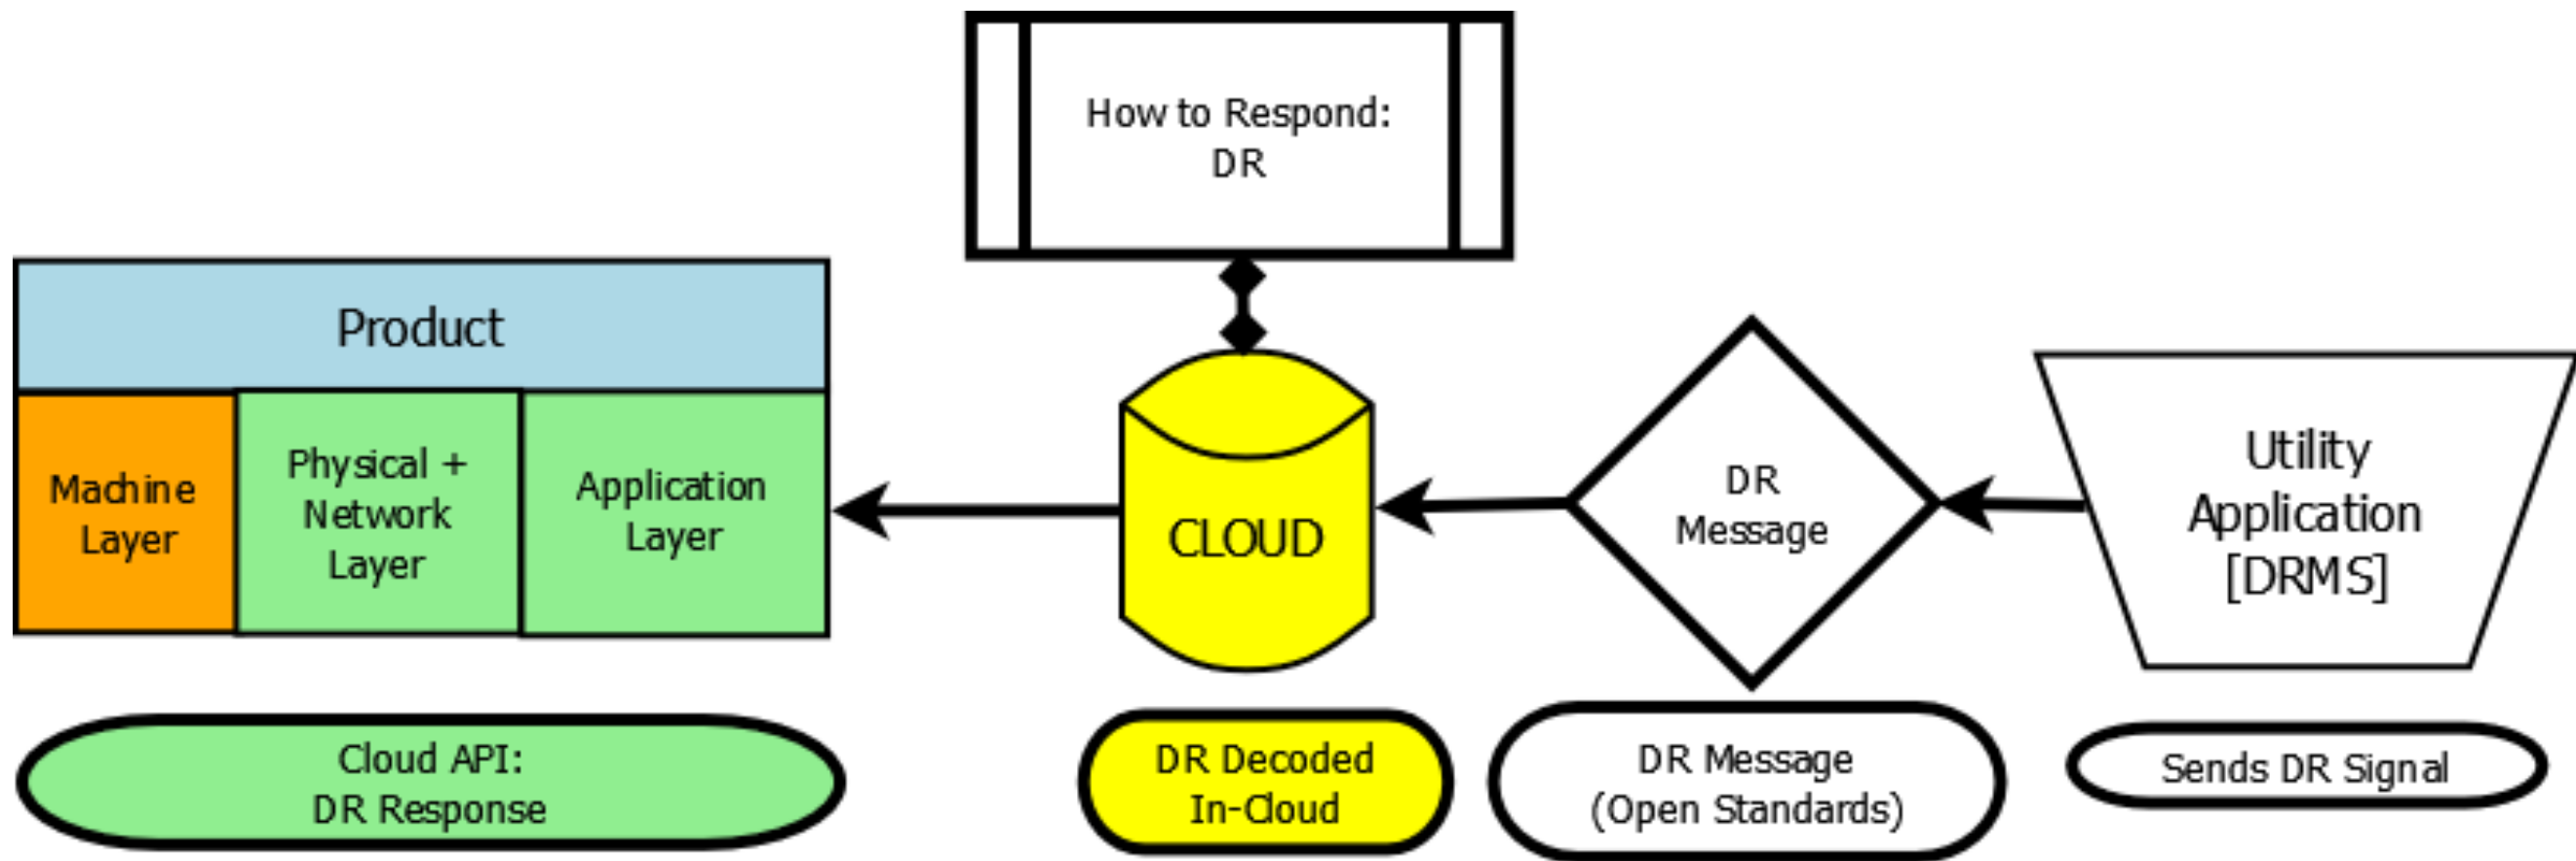 How to Respond:
DR
Product
Machine
Layer
Physical +
Network
Layer
Application
Layer
CLOUD
DR
Message
Utility
Application
[DRMS]
Cloud API:
DR Response
DR Decoded
In-Cloud
DR Message
(Open Standards)
Sends DR Signal